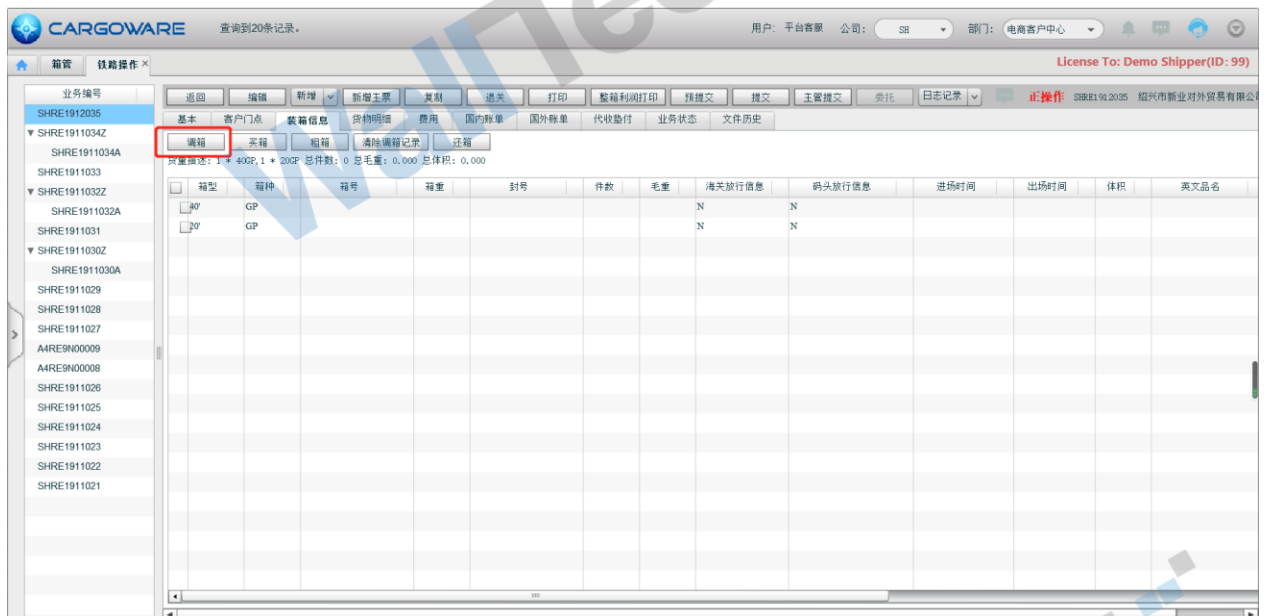 CARGOWARE 查询到20条记录。 用户: 平台客服 公司: SH 部门: 电商客户中心
箱管 铁路操作 × License To: Demo Shipper(ID: 99)
业务编号 返回 编辑 新增 新增主票 复制 退关 打印 整箱利润打印 预提交 提交 主管提交 委托 日志记录 正操作 SHRE1912035 绍兴市新业对外贸易有限公
SHRE1912035 基本 客户门点 装箱信息 货物明细 费用 国内账单 国外账单 代收垫付 业务状态 文件历史
SHRE1911034Z 调箱 买箱 租箱 清除调箱记录 还箱
SHRE1911034A 货量描述: 1 * 40GP,1 * 20GP 总件数: 0 总毛重: 0.000 总体积: 0.000
SHRE1911033
SHRE1911032Z 箱型 箱种 箱号 箱重 封号 件数 毛重 海关放行信息 码头放行信息 进场时间 出场时间 体积 英文品名
SHRE1911032A 40' GP N N
SHRE1911031 20' GP N N
SHRE1911030Z
SHRE1911030A
SHRE1911029
SHRE1911028
SHRE1911027
A4RE9N00009
A4RE9N00008
SHRE1911026
SHRE1911025
SHRE1911024
SHRE1911023
SHRE1911022
SHRE1911021